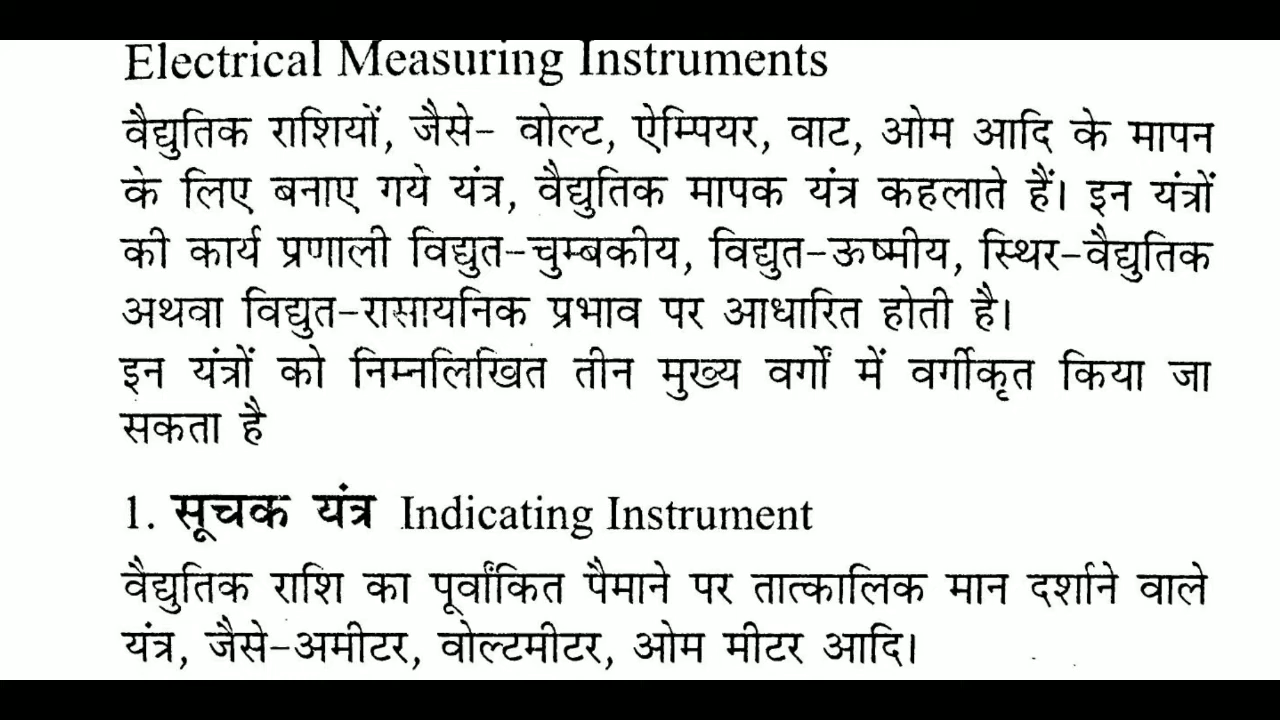 Electrical Measuring Instruments
वैद्युतिक राशियों, जैसे- वोल्ट, ऐम्पियर, वाट, ओम आदि के मापन
के लिए बनाए गये यंत्र, वैद्युतिक मापक यंत्र कहलाते हैं। इन यंत्रों
की कार्य प्रणाली विद्युत-चुम्बकीय, विद्युत-ऊष्मीय, स्थिर-वैद्युतिक
अथवा विद्युत-रासायनिक प्रभाव पर आधारित होती है।
इन यंत्रों को निम्नलिखित तीन मुख्य वर्गों में वर्गीकृत किया जा
सकता है
1. सूचक यंत्र Indicating Instrument
वैद्युतिक राशि का पूर्वांकित पैमाने पर तात्कालिक मान दर्शाने वाले
यंत्र, जैसे-अमीटर, वोल्टमीटर, ओम मीटर आदि।